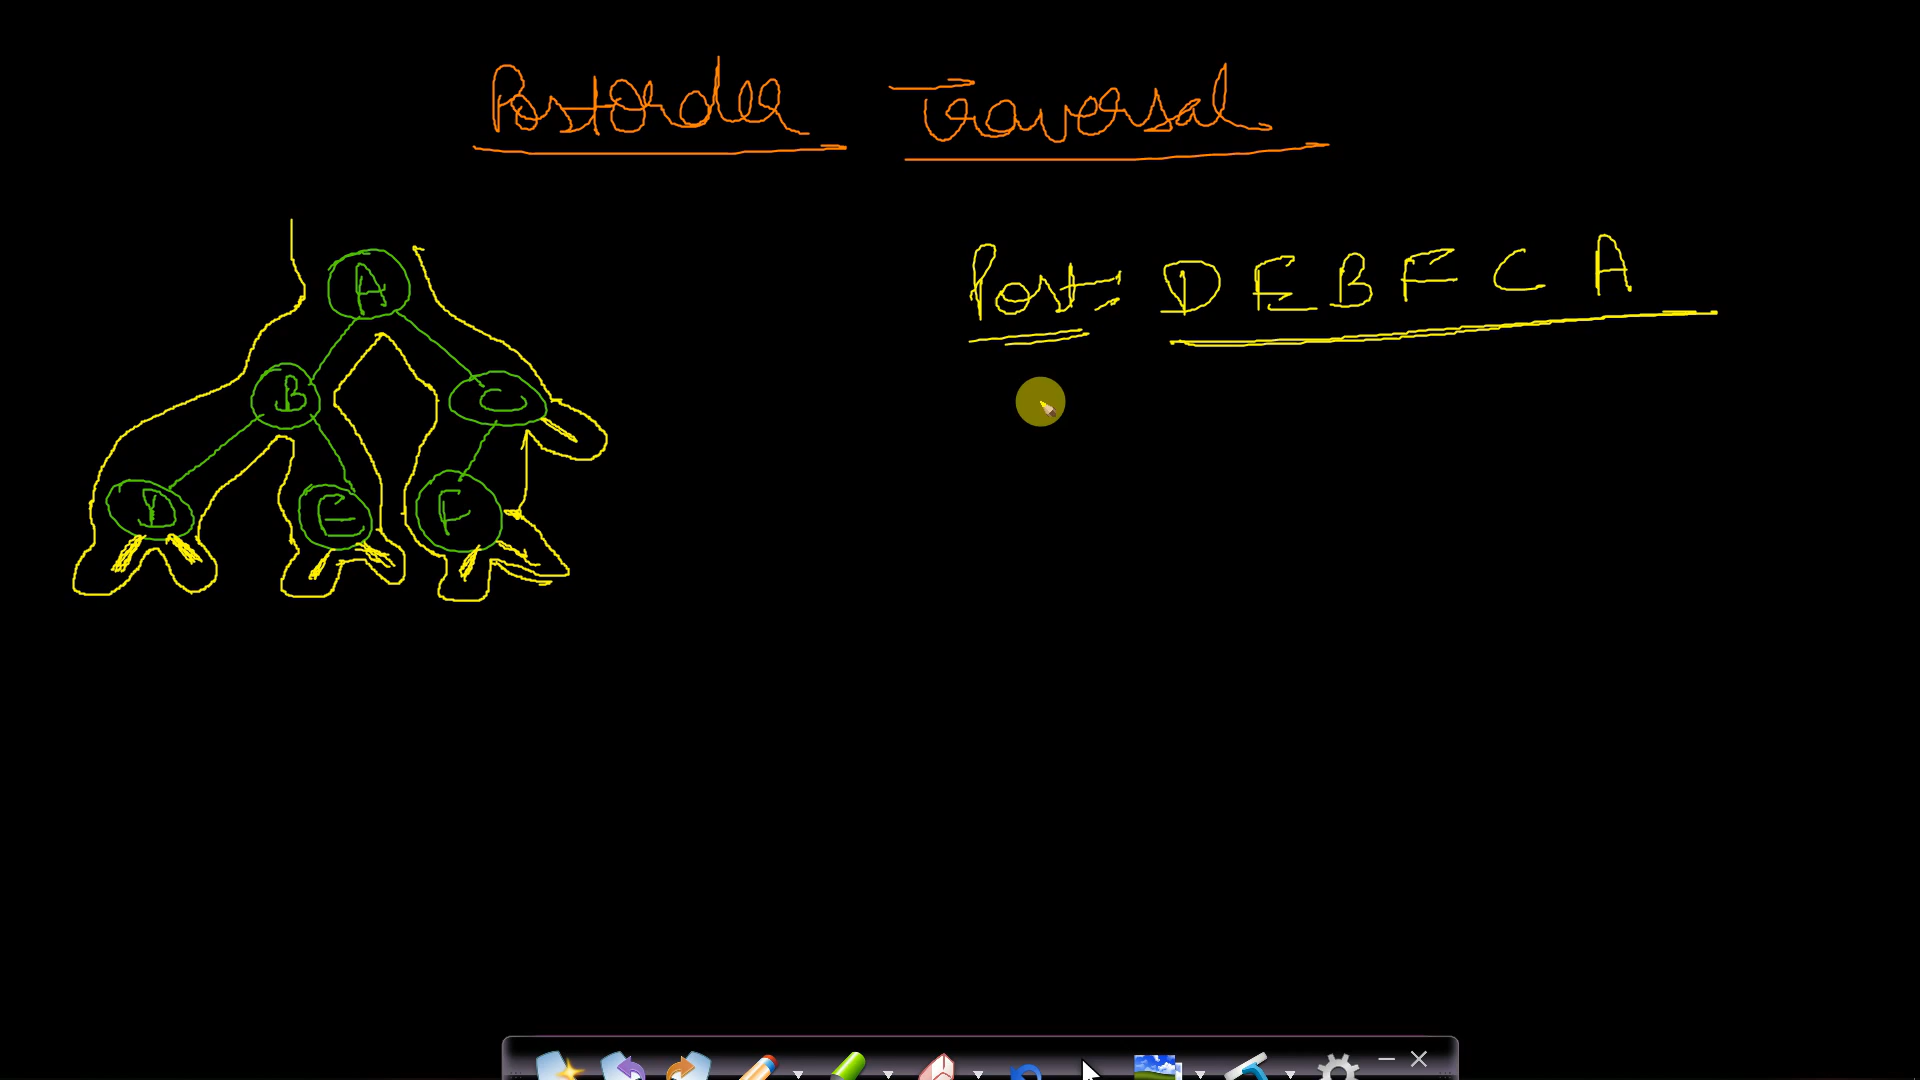 Postorder Traversal
Post:- D E B F C A
A
B C
D E F